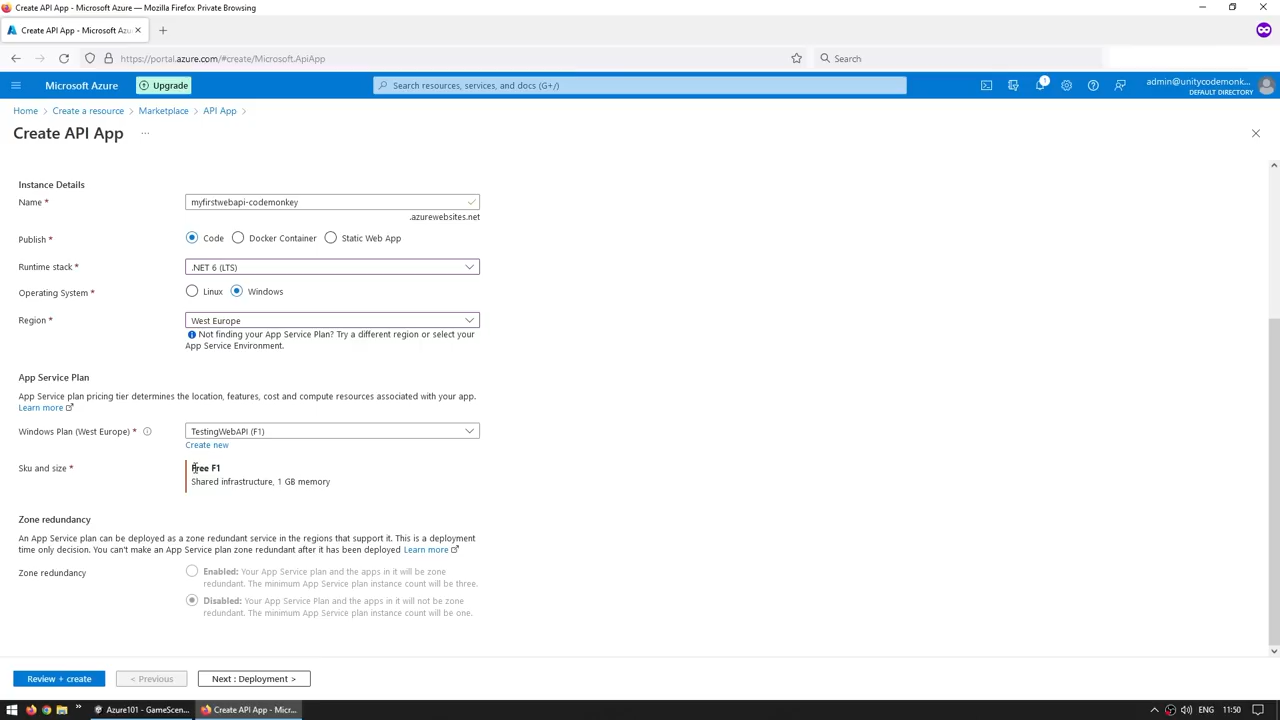 Create API App - Microsoft Azure — Mozilla Firefox Private Browsing
Create API App - Microsoft Azu
https://portal.azure.com/#create/Microsoft.ApiApp
Search
Microsoft Azure
Upgrade
Search resources, services, and docs (G+/)
1
admin@unitycodemonk...
DEFAULT DIRECTORY
Home > Create a resource > Marketplace > API App >
Create API App
...
Instance Details
Name *
myfirstwebapi-codemonkey
.azurewebsites.net
Publish *
Code
Docker Container
Static Web App
Runtime stack *
.NET 6 (LTS)
Operating System *
Linux
Windows
Region *
West Europe
Not finding your App Service Plan? Try a different region or select your
App Service Environment.
App Service Plan
App Service plan pricing tier determines the location, features, cost and compute resources associated with your app.
Learn more
Windows Plan (West Europe) *
TestingWebAPI (F1)
Create new
Sku and size *
Free F1
Shared infrastructure, 1 GB memory
Zone redundancy
An App Service plan can be deployed as a zone redundant service in the regions that support it. This is a deployment
time only decision. You can't make an App Service plan zone redundant after it has been deployed Learn more
Zone redundancy
Enabled: Your App Service plan and the apps in it will be zone
redundant. The minimum App Service plan instance count will be three.
Disabled: Your App Service Plan and the apps in it will not be zone
redundant. The minimum App Service plan instance count will be one.
Review + create
< Previous
Next : Deployment >
Azure101 - GameScen...
Create API App - Micr...
ENG
11:50